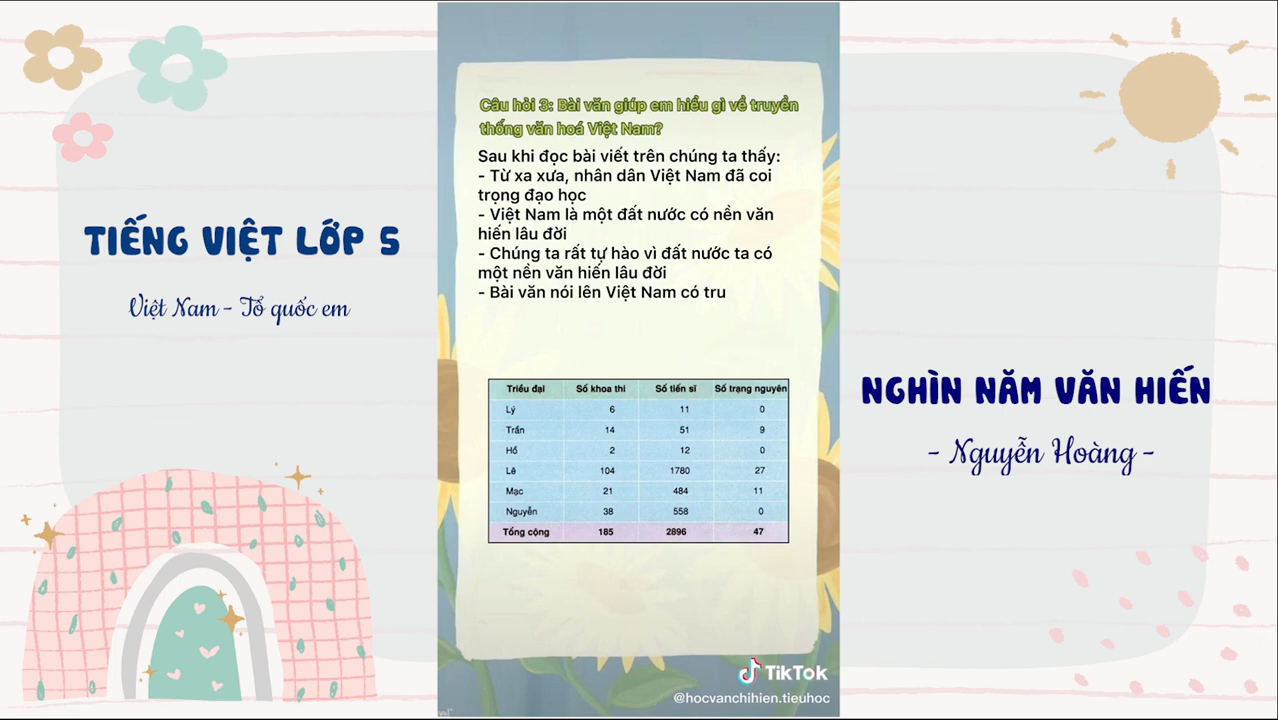 TIẾNG VIỆT LỚP 5
Việt Nam - Tổ quốc em
Câu hỏi 3: Bài văn giúp em hiểu gì về truyền
thống văn hoá Việt Nam?
Sau khi đọc bài viết trên chúng ta thấy:
- Từ xa xưa, nhân dân Việt Nam đã coi
trọng đạo học
- Việt Nam là một đất nước có nền văn
hiến lâu đời
- Chúng ta rất tự hào vì đất nước ta có
một nền văn hiến lâu đời
- Bài văn nói lên Việt Nam có tru
Triều đại Số khoa thi Số tiến sĩ Số trạng nguyên
Lý 6 11 0
Trần 14 51 9
Hồ 2 12 0
Lê 104 1780 27
Mạc 21 484 11
Nguyễn 38 558 0
Tổng cộng 185 2896 47
TikTok
@hocvanchihien.tieuhoc
NGHÌN NĂM VĂN HIẾN
- Nguyễn Hoàng -